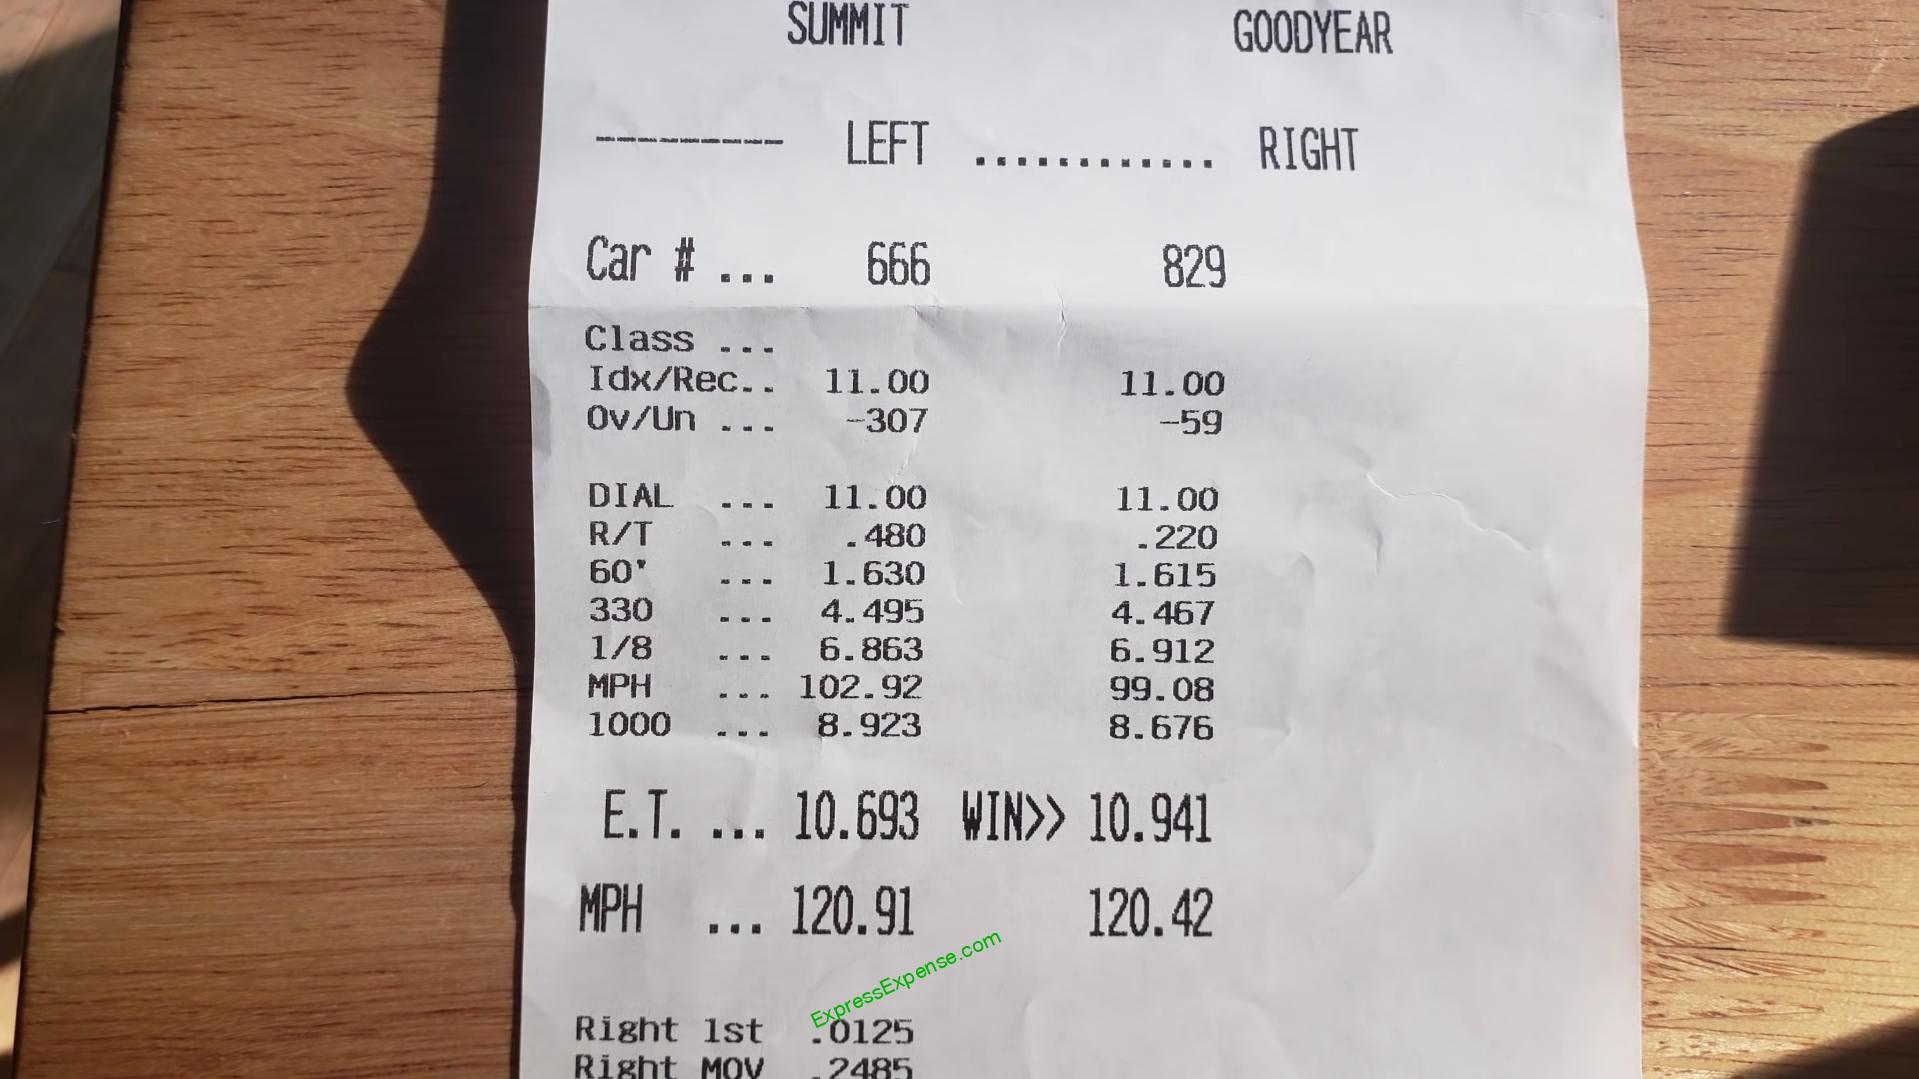 SUMMIT GOODYEAR
---------- LEFT ............ RIGHT
Car # ... 666 829
Class ...
Idx/Rec.. 11.00 11.00
Ov/Un ... -307 -59
DIAL ... 11.00 11.00
R/T ... .480 .220
60' ... 1.630 1.615
330 ... 4.495 4.467
1/8 ... 6.863 6.912
MPH ... 102.92 99.08
1000 ... 8.923 8.676
E.T. ... 10.693 WIN>> 10.941
MPH ... 120.91 120.42
ExpressExpense.com
Right 1st .0125
Right MOV .2485